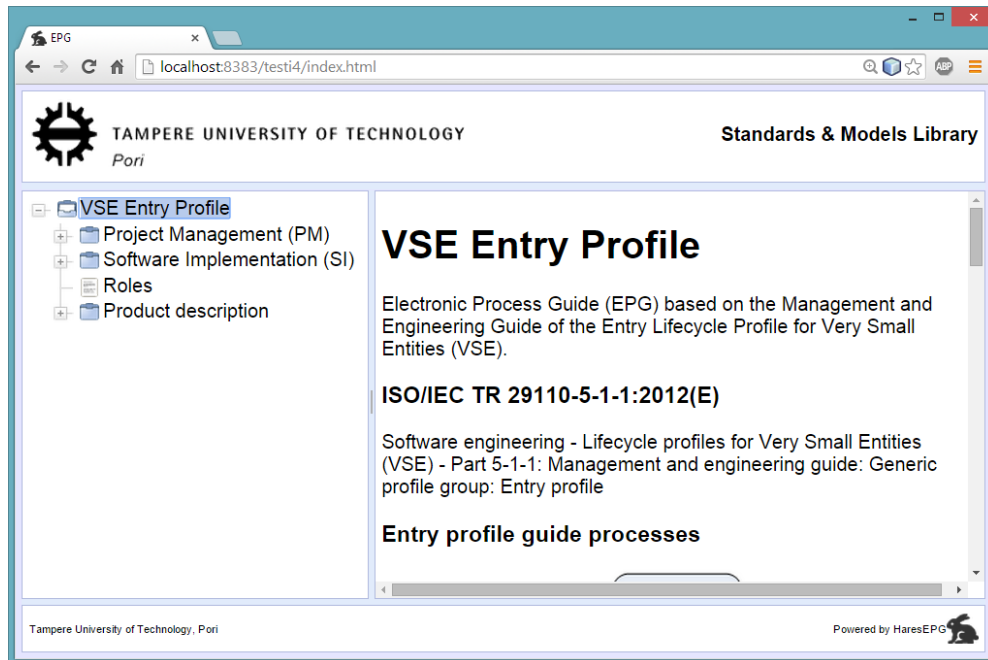 EPG
localhost:8383/testi4/index.html
ABP
TAMPERE UNIVERSITY OF TECHNOLOGY
Pori
Standards & Models Library
VSE Entry Profile
Project Management (PM)
Software Implementation (SI)
Roles
Product description
VSE Entry Profile
Electronic Process Guide (EPG) based on the Management and
Engineering Guide of the Entry Lifecycle Profile for Very Small
Entities (VSE).
ISO/IEC TR 29110-5-1-1:2012(E)
Software engineering - Lifecycle profiles for Very Small Entities
(VSE) - Part 5-1-1: Management and engineering guide: Generic
profile group: Entry profile
Entry profile guide processes
Tampere University of Technology, Pori
Powered by HaresEPG